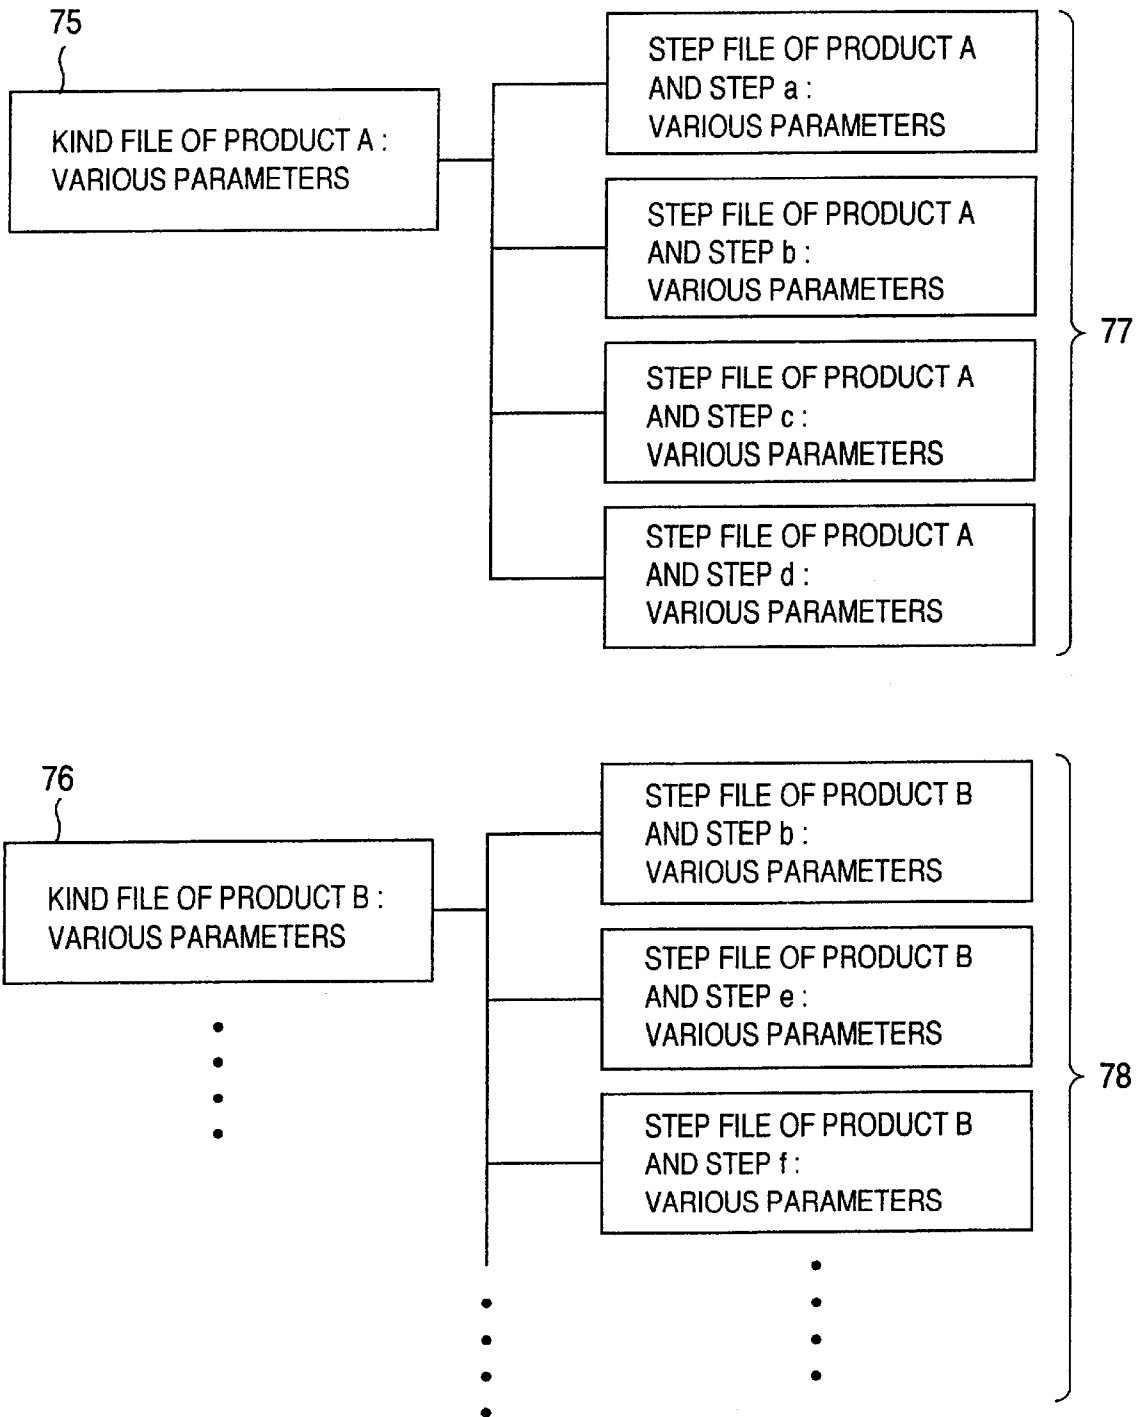 75
KIND FILE OF PRODUCT A :
VARIOUS PARAMETERS
STEP FILE OF PRODUCT A
AND STEP a :
VARIOUS PARAMETERS
STEP FILE OF PRODUCT A
AND STEP b :
VARIOUS PARAMETERS
STEP FILE OF PRODUCT A
AND STEP c :
VARIOUS PARAMETERS
STEP FILE OF PRODUCT A
AND STEP d :
VARIOUS PARAMETERS
77
76
KIND FILE OF PRODUCT B :
VARIOUS PARAMETERS
STEP FILE OF PRODUCT B
AND STEP b :
VARIOUS PARAMETERS
STEP FILE OF PRODUCT B
AND STEP e :
VARIOUS PARAMETERS
STEP FILE OF PRODUCT B
AND STEP f :
VARIOUS PARAMETERS
78